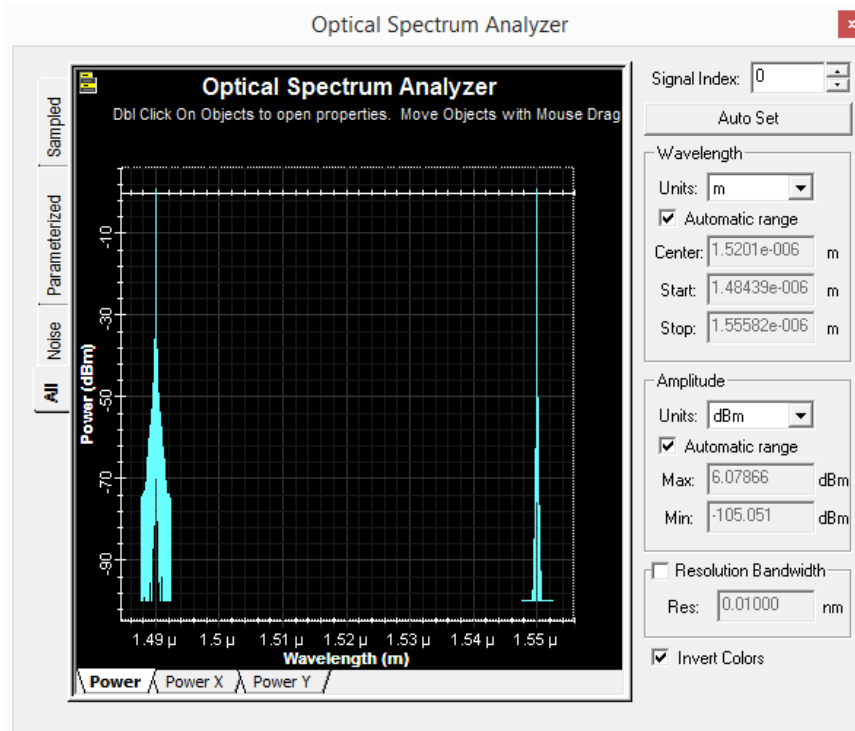 Optical Spectrum Analyzer
x
Sampled
Parameterized
Noise
All
Optical Spectrum Analyzer
Dbl Click On Objects to open properties.  Move Objects with Mouse Drag
Power (dBm)
-10
-30
-50
-70
-90
1.49 µ 1.5 µ 1.51 µ 1.52 µ 1.53 µ 1.54 µ 1.55 µ
Wavelength (m)
Power Power X Power Y
Signal Index: 0
Auto Set
Wavelength
Units: m
Automatic range
Center: 1.5201e-006 m
Start: 1.48439e-006 m
Stop: 1.55582e-006 m
Amplitude
Units: dBm
Automatic range
Max: 6.07866 dBm
Min: -105.051 dBm
Resolution Bandwidth
Res: 0.01000 nm
Invert Colors